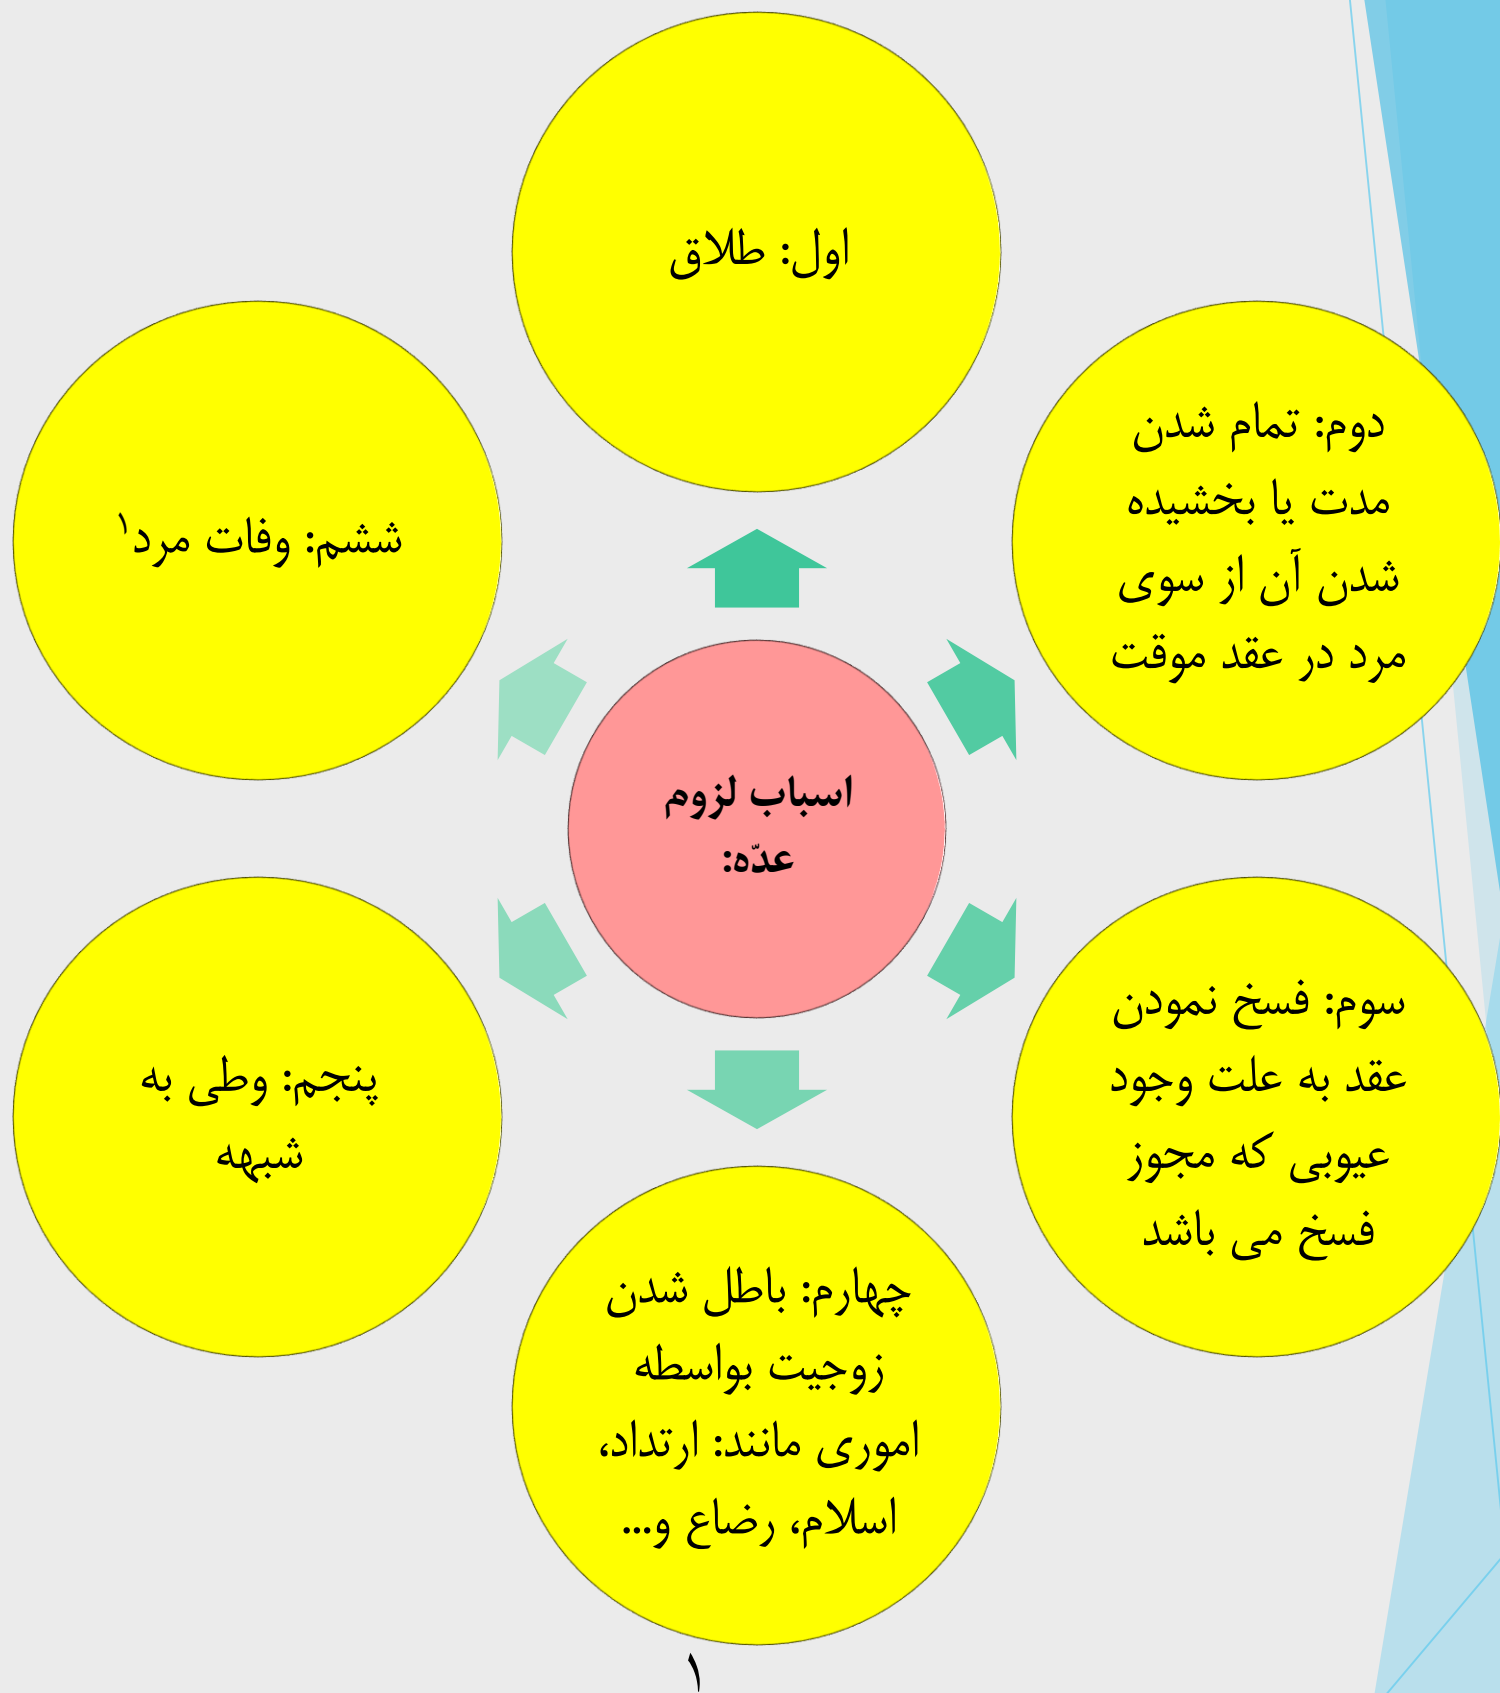 اسباب لزوم
عدّه:
اول: طلاق
دوم: تمام شدن
مدت یا بخشیده
شدن آن از سوی
مرد در عقد موقت
سوم: فسخ نمودن
عقد به علت وجود
عیوبی که مجوز
فسخ می باشد
چهارم: باطل شدن
زوجیت بواسطه
اموری مانند: ارتداد،
اسلام، رضاع و...
پنجم: وطی به
شبهه
ششم: وفات مرد۱
۱